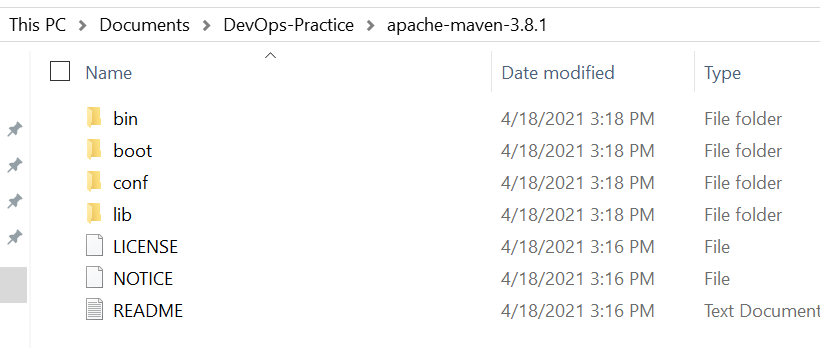 This PC > Documents > DevOps-Practice > apache-maven-3.8.1
Name Date modified Type
bin 4/18/2021 3:18 PM File folder
boot 4/18/2021 3:18 PM File folder
conf 4/18/2021 3:18 PM File folder
lib 4/18/2021 3:18 PM File folder
LICENSE 4/18/2021 3:16 PM File
NOTICE 4/18/2021 3:16 PM File
README 4/18/2021 3:16 PM Text Document